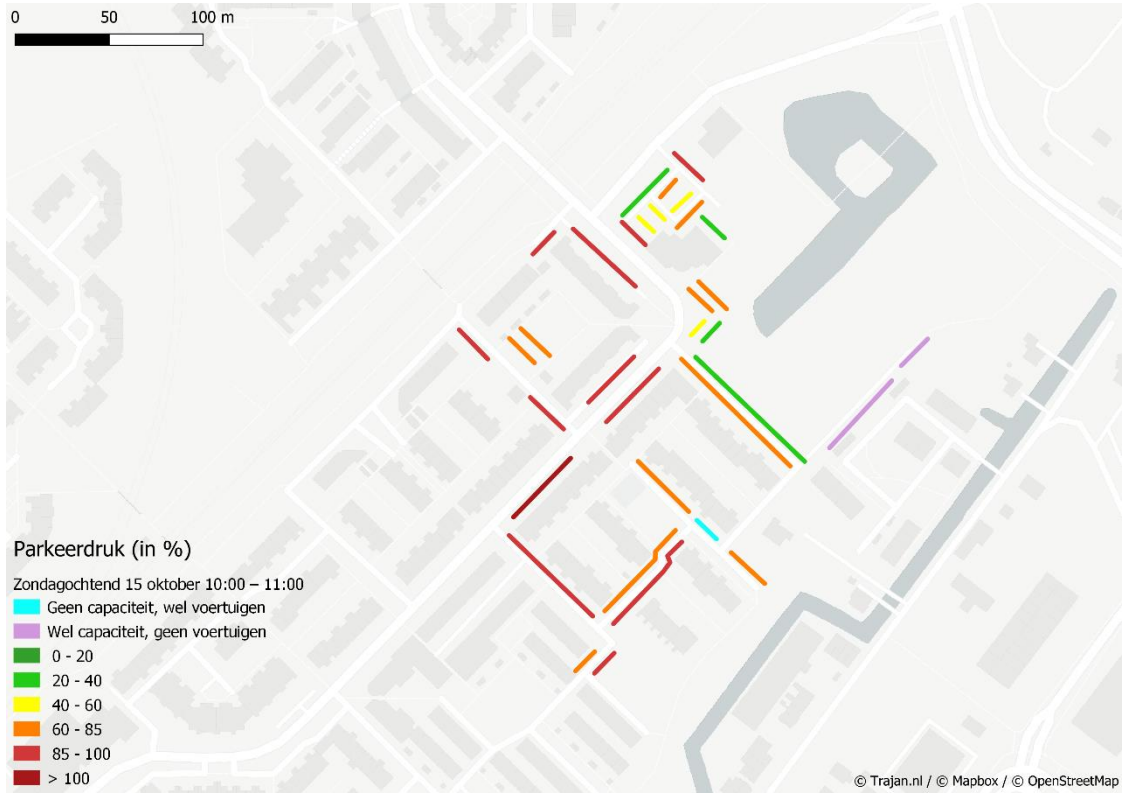 0 50 100 m
Parkeerdruk (in %)
Zondagochtend 15 oktober 10:00 – 11:00
Geen capaciteit, wel voertuigen
Wel capaciteit, geen voertuigen
0 - 20
20 - 40
40 - 60
60 - 85
85 - 100
> 100
© Trajan.nl / © Mapbox / © OpenStreetMap